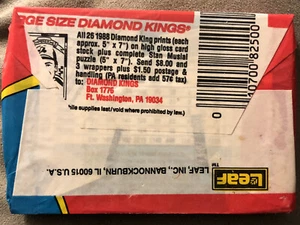 RGE SIZE DIAMOND KINGS®
All 26 1988 Diamond King prints (each
approx. 5" x 7") on high gloss card
stock plus complete Stan Musial
puzzle (5" x 7"). Send $8.00 and
3 wrappers plus $1.50 postage &
handling (PA residents add 57¢ tax)
to: DIAMOND KINGS
Box 1776
Ft. Washington, PA 19034
*(while supplies last/void where prohibited by law.)
0 40700 82500
Leaf
TM
LEAF, INC., BANNOCKBURN, IL 60015 U.S.A.